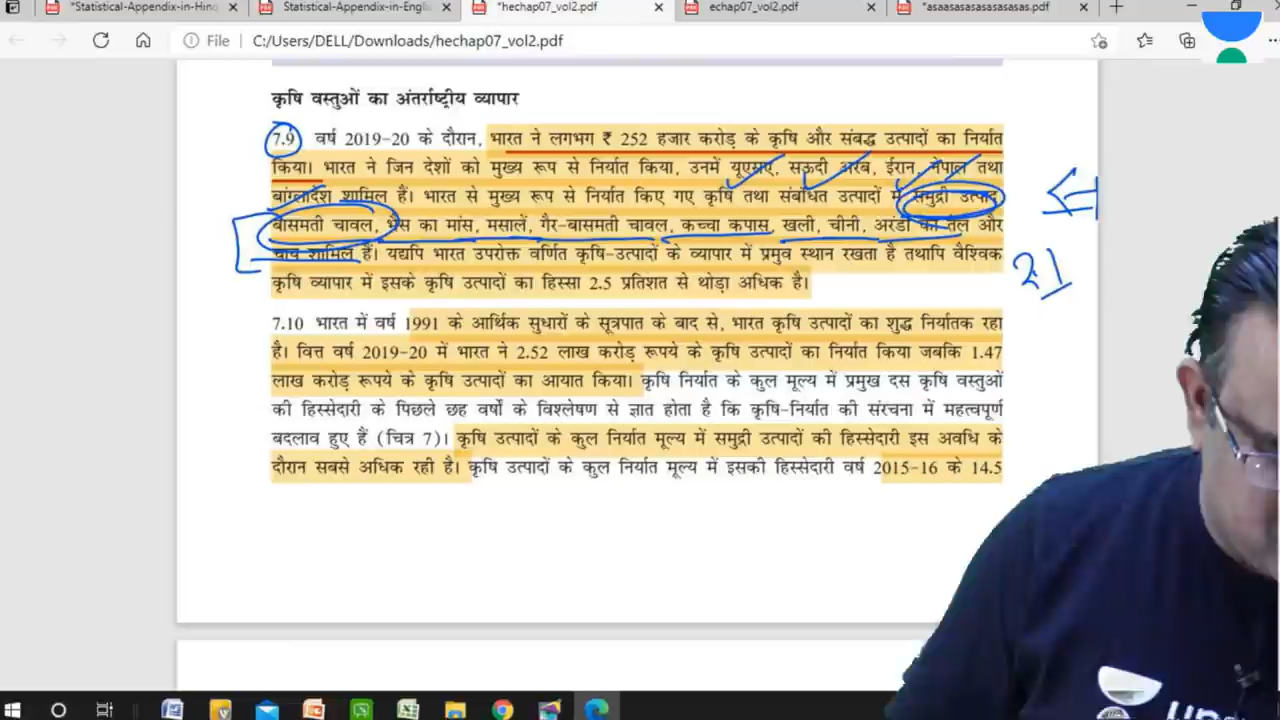 "Statistical-Appendix-in-Hind
Statistical-Appendix-in-Engli
*hechap07_vol2.pdf
echap07_vol2.pdf
*asaasasasasasasasas.pdf
File C:/Users/DELL/Downloads/hechap07_vol2.pdf
कृषि वस्तुओं का अंतर्राष्ट्रीय व्यापार
7.9 वर्ष 2019-20 के दौरान, भारत ने लगभग ₹ 252 हजार करोड़ के कृषि और संबद्ध उत्पादों का निर्यात
किया। भारत ने जिन देशों को मुख्य रूप से निर्यात किया, उनमें यूएसए, सऊदी अरब, ईरान, नेपाल तथा
बांग्लादेश शामिल हैं। भारत से मुख्य रूप से निर्यात किए गए कृषि तथा संबंधित उत्पादों में समुद्री उत्पाद
बासमती चावल, भैंस का मांस, मसालें, गैर-बासमती चावल, कच्चा कपास, खली, चीनी, अरंडी का तेल और
चाय शामिल हैं। यद्यपि भारत उपरोक्त वर्णित कृषि-उत्पादों के व्यापार में प्रमुव स्थान रखता है तथापि वैश्विक
कृषि व्यापार में इसके कृषि उत्पादों का हिस्सा 2.5 प्रतिशत से थोड़ा अधिक है।
21
7.10 भारत में वर्ष 1991 के आर्थिक सुधारों के सूत्रपात के बाद से, भारत कृषि उत्पादों का शुद्ध निर्यातक रहा
है। वित्त वर्ष 2019-20 में भारत ने 2.52 लाख करोड़ रूपये के कृषि उत्पादों का निर्यात किया जबकि 1.47
लाख करोड़ रूपये के कृषि उत्पादों का आयात किया। कृषि निर्यात के कुल मूल्य में प्रमुख दस कृषि वस्तुओं
की हिस्सेदारी के पिछले छह वर्षों के विश्लेषण से ज्ञात होता है कि कृषि-निर्यात की संरचना में महत्वपूर्ण
बदलाव हुए हैं (चित्र 7)। कृषि उत्पादों के कुल निर्यात मूल्य में समुद्री उत्पादों की हिस्सेदारी इस अवधि के
दौरान सबसे अधिक रही है। कृषि उत्पादों के कुल निर्यात मूल्य में इसकी हिस्सेदारी वर्ष 2015-16 के 14.5